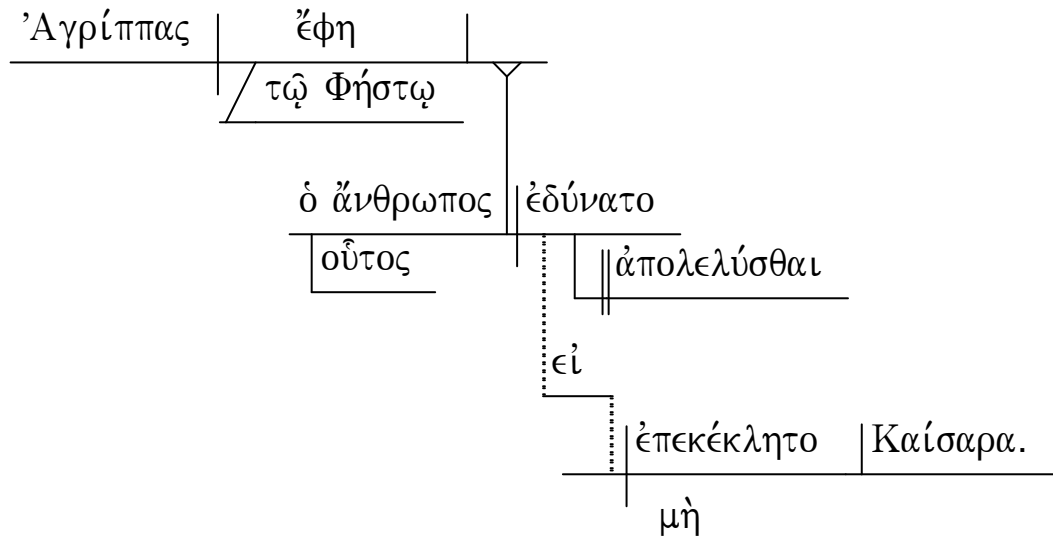 Ἀγρίππας ἔφη
τῷ Φήστῳ
ὁ ἄνθρωπος ἐδύνατο
οὗτος ἀπολελύσθαι
εἰ
ἐπεκέκλητο Καίσαρα.
μὴ